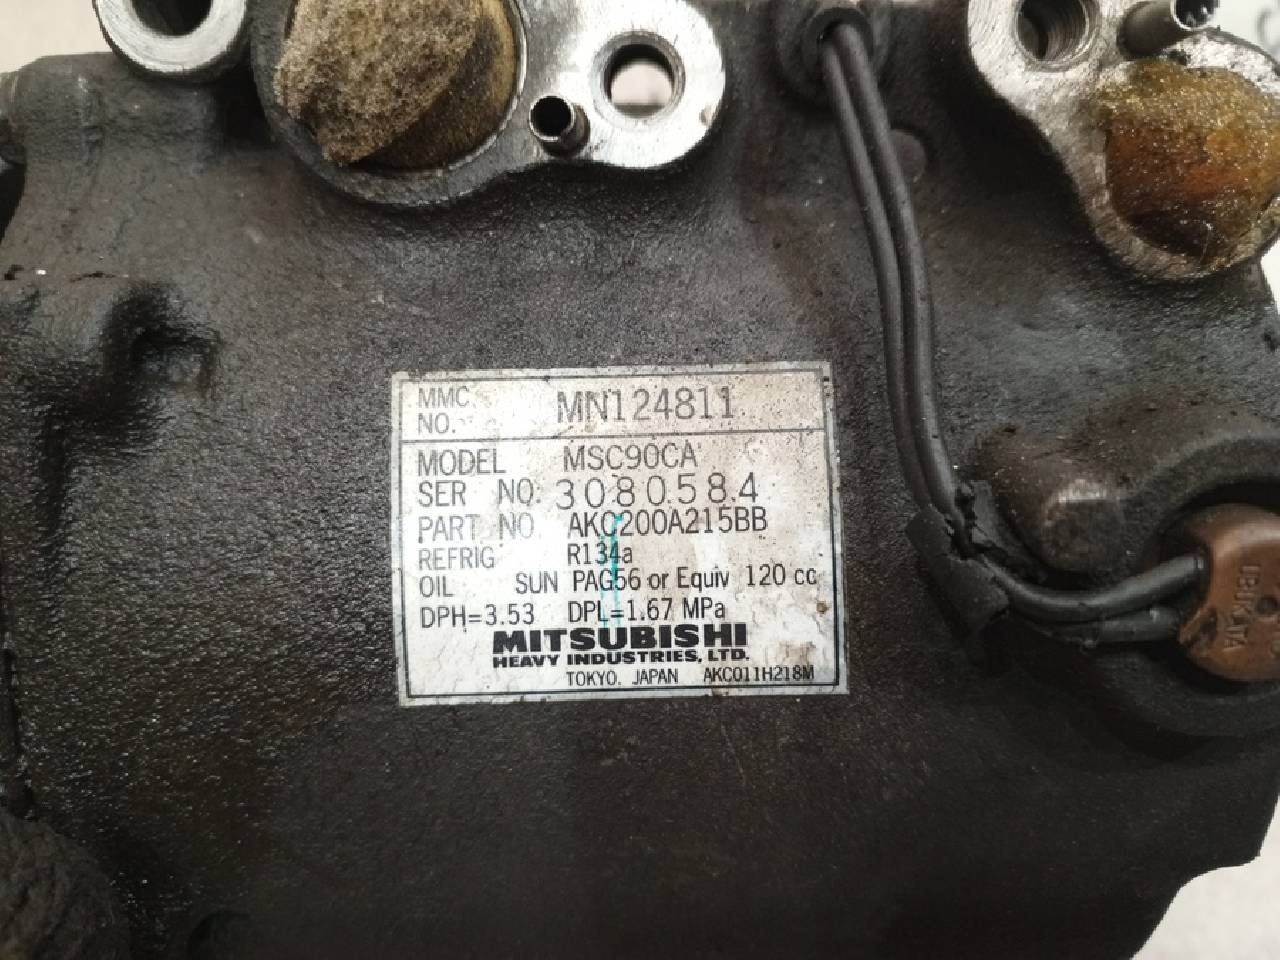 MMC.
NO. MN124811
MODEL MSC90CA
SER NO. 3080584
PART NO. AKC200A215BB
REFRIG R134a
OIL SUN PAG56 or Equiv 120 cc
DPH=3.53 DPL=1.67 MPa
MITSUBISHI
HEAVY INDUSTRIES, LTD.
TOKYO. JAPAN AKC011H218M